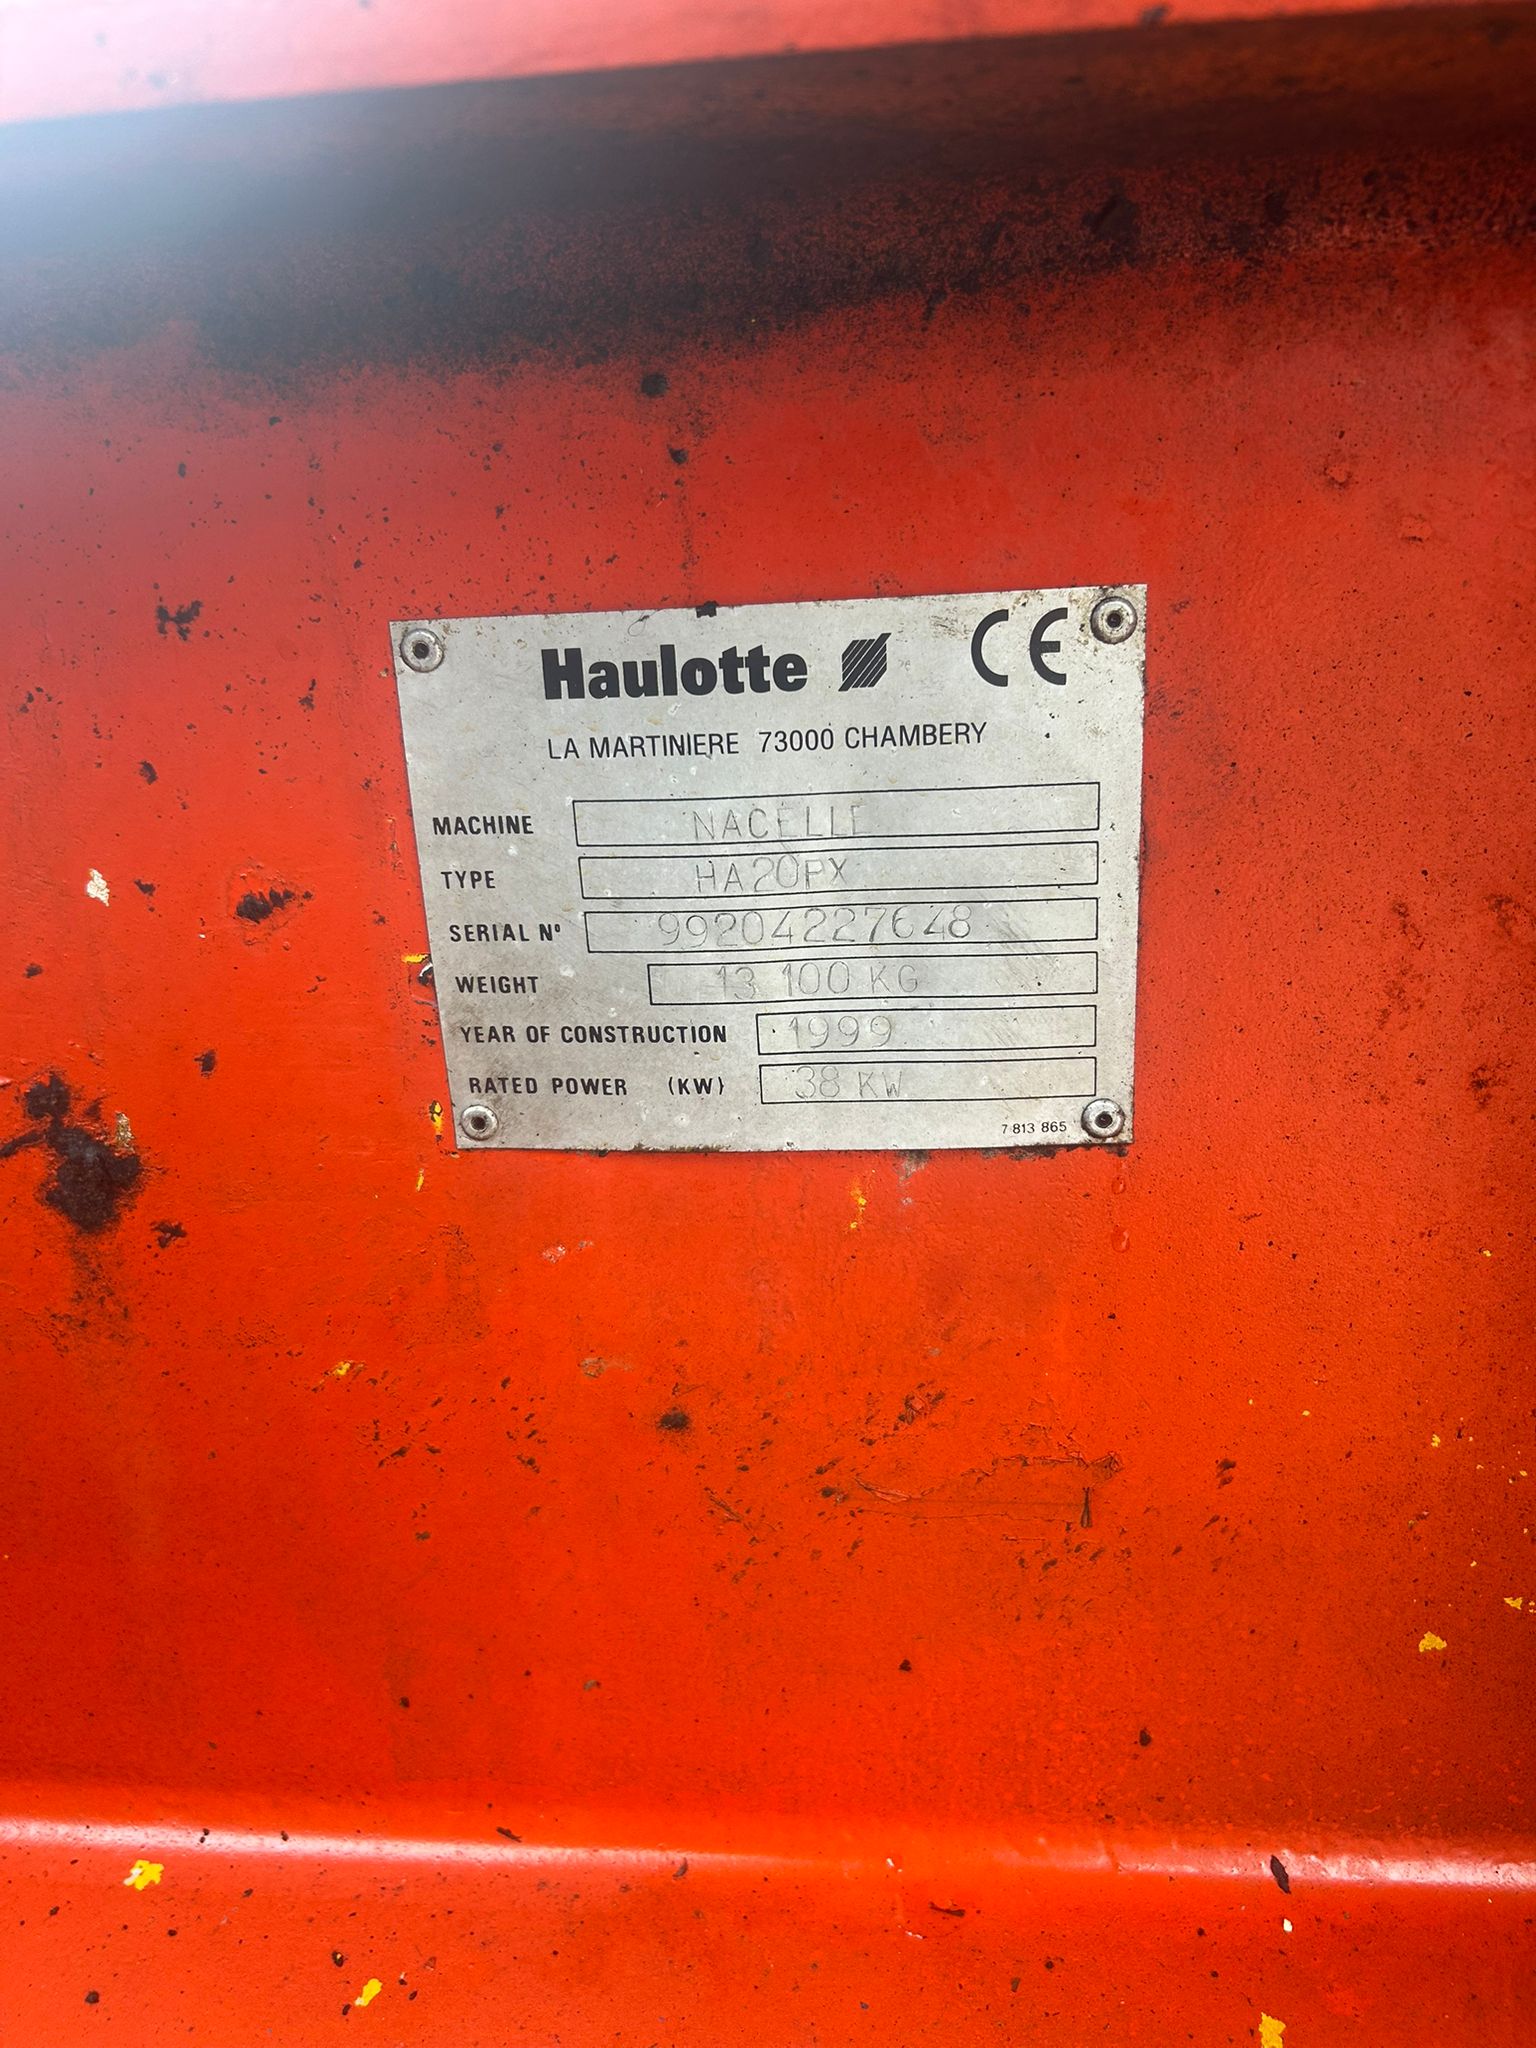 Haulotte CE
LA MARTINIERE 73000 CHAMBERY
MACHINE NACELLE
TYPE HA20PX
SERIAL Nº 99204227648
WEIGHT 13 100 KG
YEAR OF CONSTRUCTION 1999
RATED POWER (KW) 38 KW
7 813 865